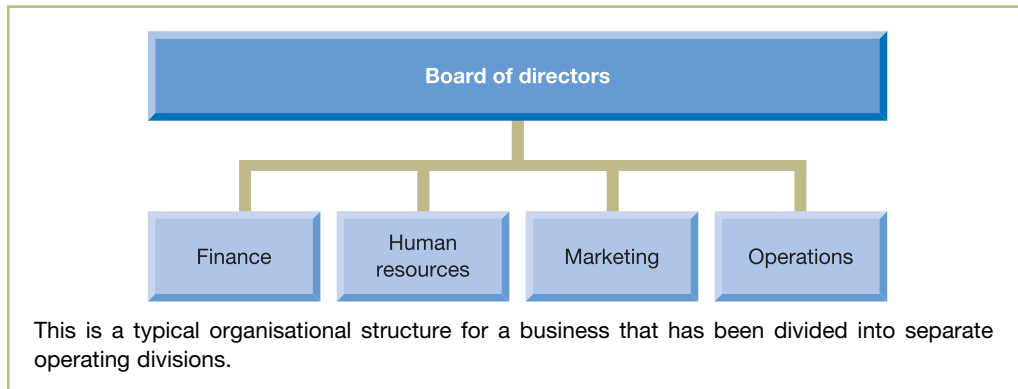 Board of directors
Finance
Human
resources
Marketing
Operations
This is a typical organisational structure for a business that has been divided into separate
operating divisions.